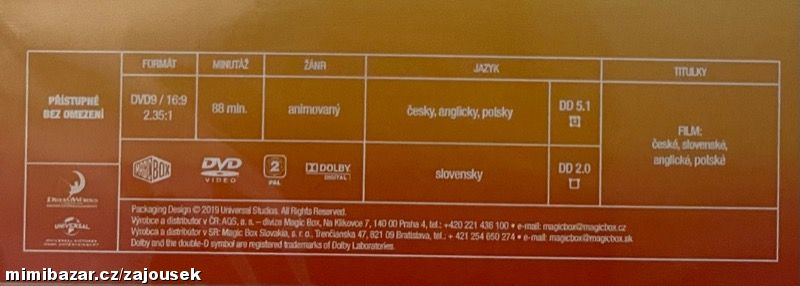 FORMÁT MINUTÁŽ ŽÁNR JAZYK TITULKY
PŘÍSTUPNÉ
BEZ OMEZENÍ
DVD9 / 16:9
2.35:1
88 min.
animovaný
česky, anglicky, polsky
DD 5.1
FILM:
české, slovenské,
anglické, polské
MAGICBOX
DVD
VIDEO
2
PAL
DOLBY
DIGITAL
slovensky
DD 2.0
DREAMWORKS
UNIVERSAL
Packaging Design © 2019 Universal Studios. All Rights Reserved.
Výrobce a distributor v ČR: AQS, a. s. – divize Magic Box, Na Klikovce 7, 140 00 Praha 4, tel.: +420 221 436 100 • e-mail: magicbox@magicbox.cz
Výrobca a distribútor v SR: Magic Box Slovakia, s. r. o., Trenčianska 47, 821 09 Bratislava, tel.: + 421 254 650 274 • e-mail: magicbox@magicbox.sk
Dolby and the double-D symbol are registered trademarks of Dolby Laboratories.
mimibazar.cz/zajousek